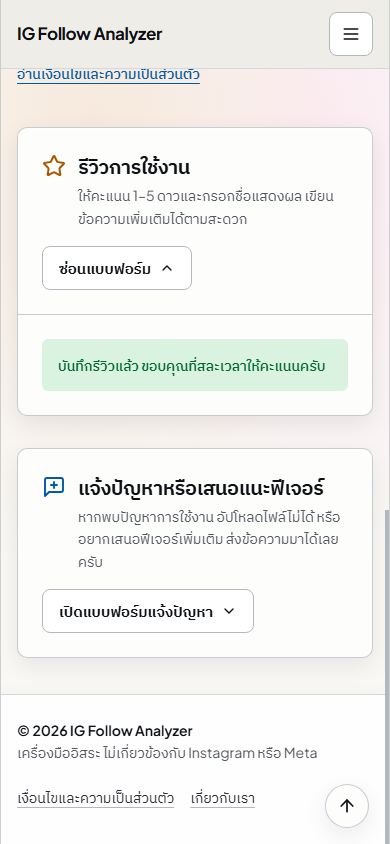 IG Follow Analyzer
อ่านเงื่อนไขและความเป็นส่วนตัว
รีวิวการใช้งาน
ให้คะแนน 1–5 ดาวและกรอกชื่อแสดงผล เขียน
ข้อความเพิ่มเติมได้ตามสะดวก
ซ่อนแบบฟอร์ม
บันทึกรีวิวแล้ว ขอบคุณที่สละเวลาให้คะแนนครับ
แจ้งปัญหาหรือเสนอแนะฟีเจอร์
หากพบปัญหาการใช้งาน อัปโหลดไฟล์ไม่ได้ หรือ
อยากเสนอฟีเจอร์เพิ่มเติม ส่งข้อความมาได้เลย
ครับ
เปิดแบบฟอร์มแจ้งปัญหา
© 2026 IG Follow Analyzer
เครื่องมืออิสระ ไม่เกี่ยวข้องกับ Instagram หรือ Meta
เงื่อนไขและความเป็นส่วนตัว เกี่ยวกับเรา